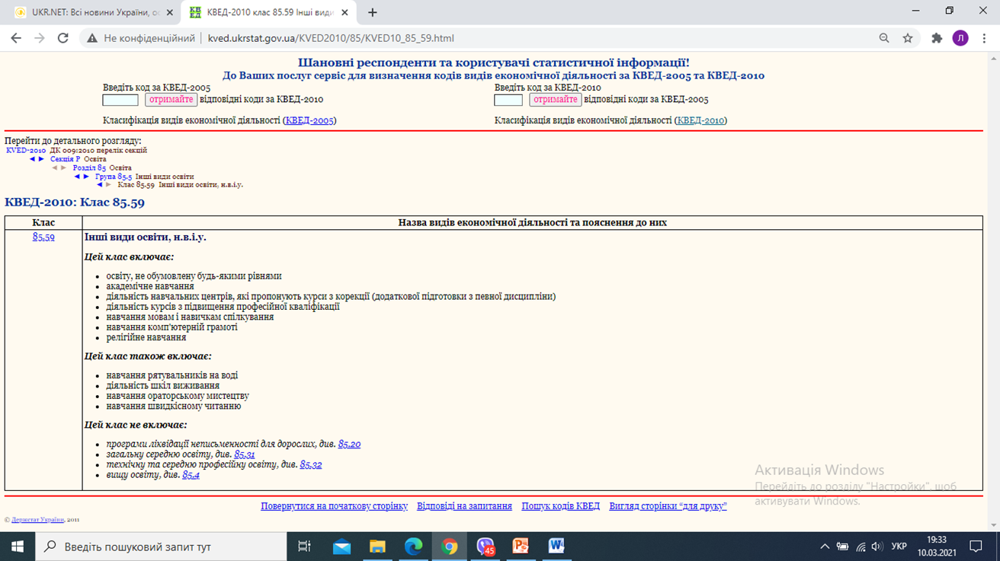 UKR.NET: Всі новини України, ос
КВЕД-2010 клас 85.59 Інші види
Не конфіденційний | kved.ukrstat.gov.ua/KVED2010/85/KVED10_85_59.html
Л
Шановні респонденти та користувачі статистичної інформації!
До Ваших послуг сервіс для визначення кодів видів економічної діяльності за КВЕД-2005 та КВЕД-2010
Введіть код за КВЕД-2005
отримайте відповідні коди за КВЕД-2010
Класифікація видів економічної діяльності (КВЕД-2005)
Введіть код за КВЕД-2010
отримайте відповідні коди за КВЕД-2005
Класифікація видів економічної діяльності (КВЕД-2010)
Перейти до детального розгляду:
KVED-2010 ДК 009:2010 перелік секцій
Секція P Освіта
Розділ 85 Освіта
Група 85.5 Інші види освіти
Клас 85.59 Інші види освіти, н.в.і.у.
КВЕД-2010: Клас 85.59
Клас
Назва видів економічної діяльності та пояснення до них
85.59
Інші види освіти, н.в.і.у.
Цей клас включає:
• освіту, не обумовлену будь-якими рівнями
• академічне навчання
• діяльність навчальних центрів, які пропонують курси з корекції (додаткової підготовки з певної дисципліни)
• діяльність курсів з підвищення професійної кваліфікації
• навчання мовам і навичкам спілкування
• навчання комп'ютерній грамоті
• релігійне навчання
Цей клас також включає:
• навчання рятувальників на воді
• діяльність шкіл виживання
• навчання ораторському мистецтву
• навчання швидкісному читанню
Цей клас не включає:
• програми ліквідації неписьменності для дорослих, див. 85.20
• загальну середню освіту, див. 85.31
• технічну та середню професійну освіту, див. 85.32
• вищу освіту, див. 85.4
Активація Windows
Перейдіть до розділу "Настройки", щоб
активувати Windows.
Повернутися на початкову сторінку Відповіді на запитання Пошук кодів КВЕД Вигляд сторінки “для друку”
© Держстат України, 2011
Введіть пошуковий запит тут
45
УКР
19:33
10.03.2021